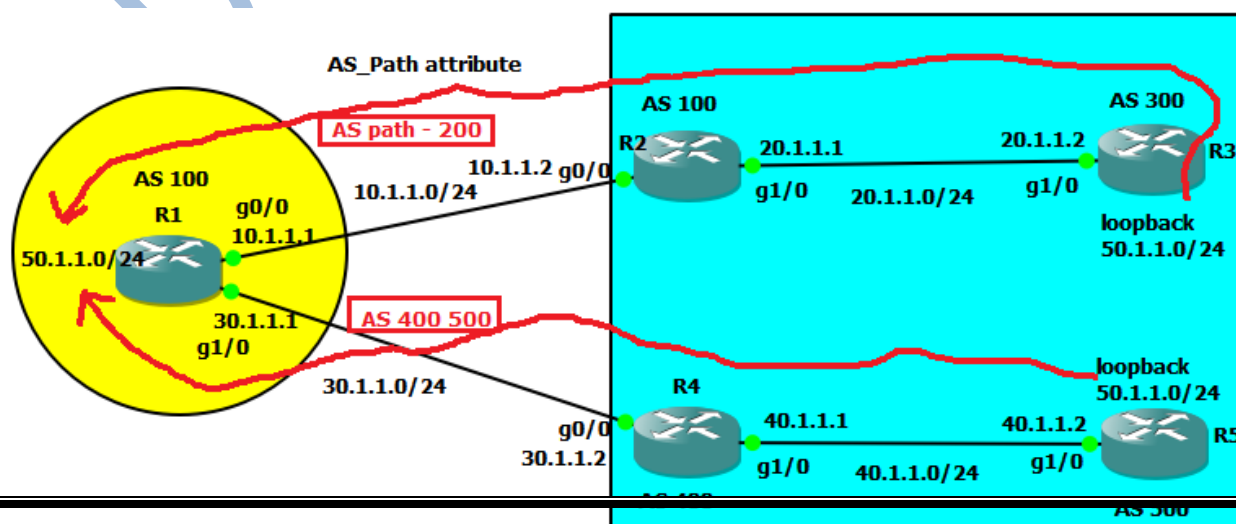 AS_Path attribute
AS path - 200
AS 100
R1
g0/0
10.1.1.1
50.1.1.0/24
30.1.1.1
g1/0
10.1.1.0/24
10.1.1.2 g0/0
AS 100
R2
20.1.1.1
g1/0
20.1.1.0/24
AS 300
20.1.1.2
R3
g1/0
loopback
50.1.1.0/24
AS 400 500
30.1.1.0/24
g0/0
30.1.1.2
R4
40.1.1.1
g1/0
40.1.1.0/24
loopback
50.1.1.0/24
40.1.1.2
R5
g1/0
AS 500